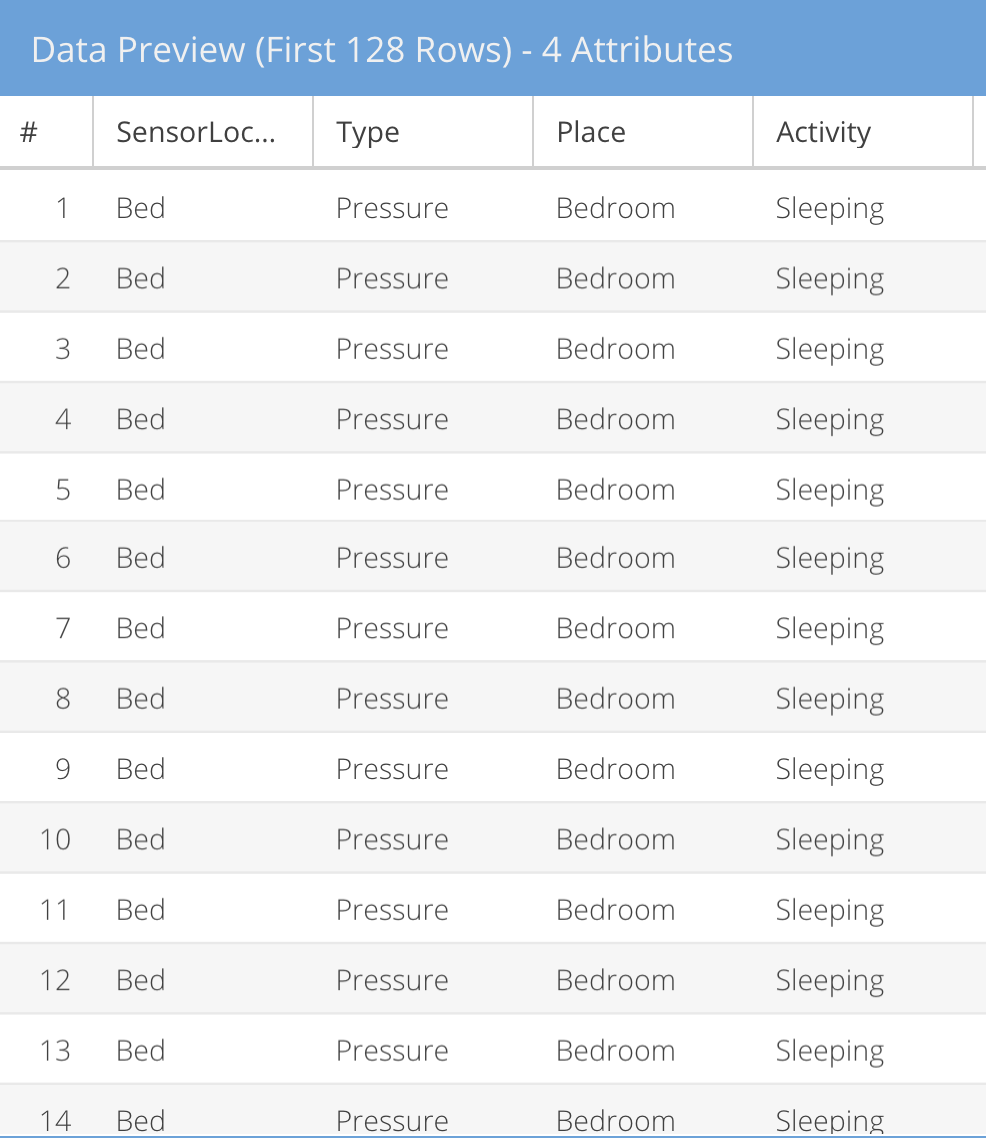 Data Preview (First 128 Rows) - 4 Attributes
# SensorLoc... Type Place Activity
1 Bed Pressure Bedroom Sleeping
2 Bed Pressure Bedroom Sleeping
3 Bed Pressure Bedroom Sleeping
4 Bed Pressure Bedroom Sleeping
5 Bed Pressure Bedroom Sleeping
6 Bed Pressure Bedroom Sleeping
7 Bed Pressure Bedroom Sleeping
8 Bed Pressure Bedroom Sleeping
9 Bed Pressure Bedroom Sleeping
10 Bed Pressure Bedroom Sleeping
11 Bed Pressure Bedroom Sleeping
12 Bed Pressure Bedroom Sleeping
13 Bed Pressure Bedroom Sleeping
14 Bed Pressure Bedroom Sleeping